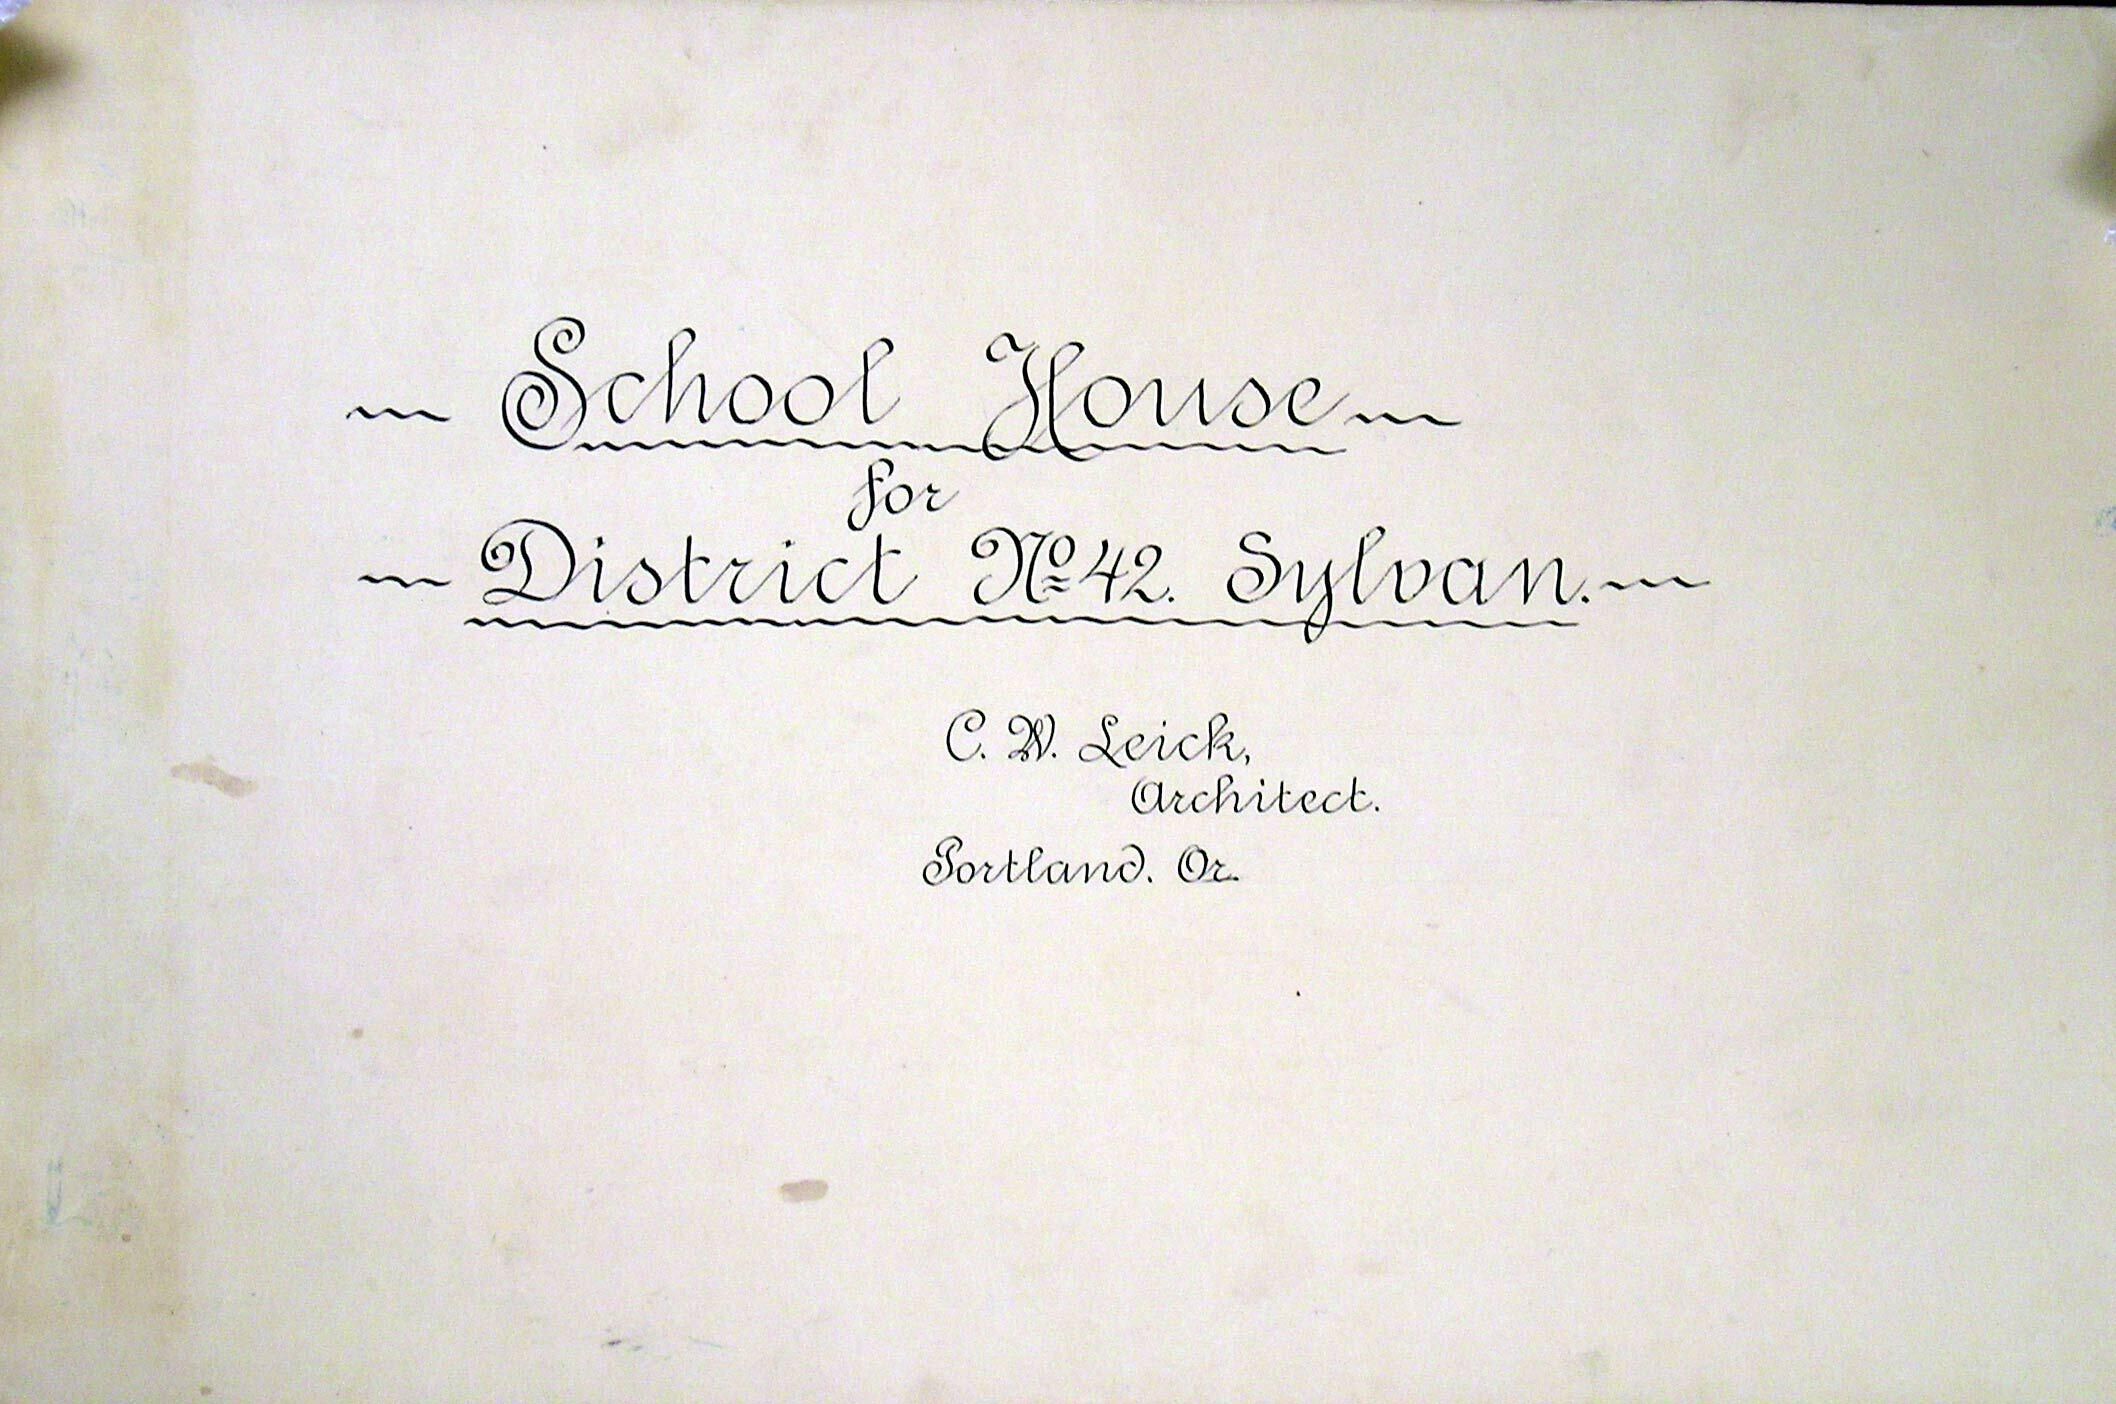 ~ School House ~
for
~ District Nº 42. Sylvan. ~
C. W. Leick,
Architect.
Portland. Or.